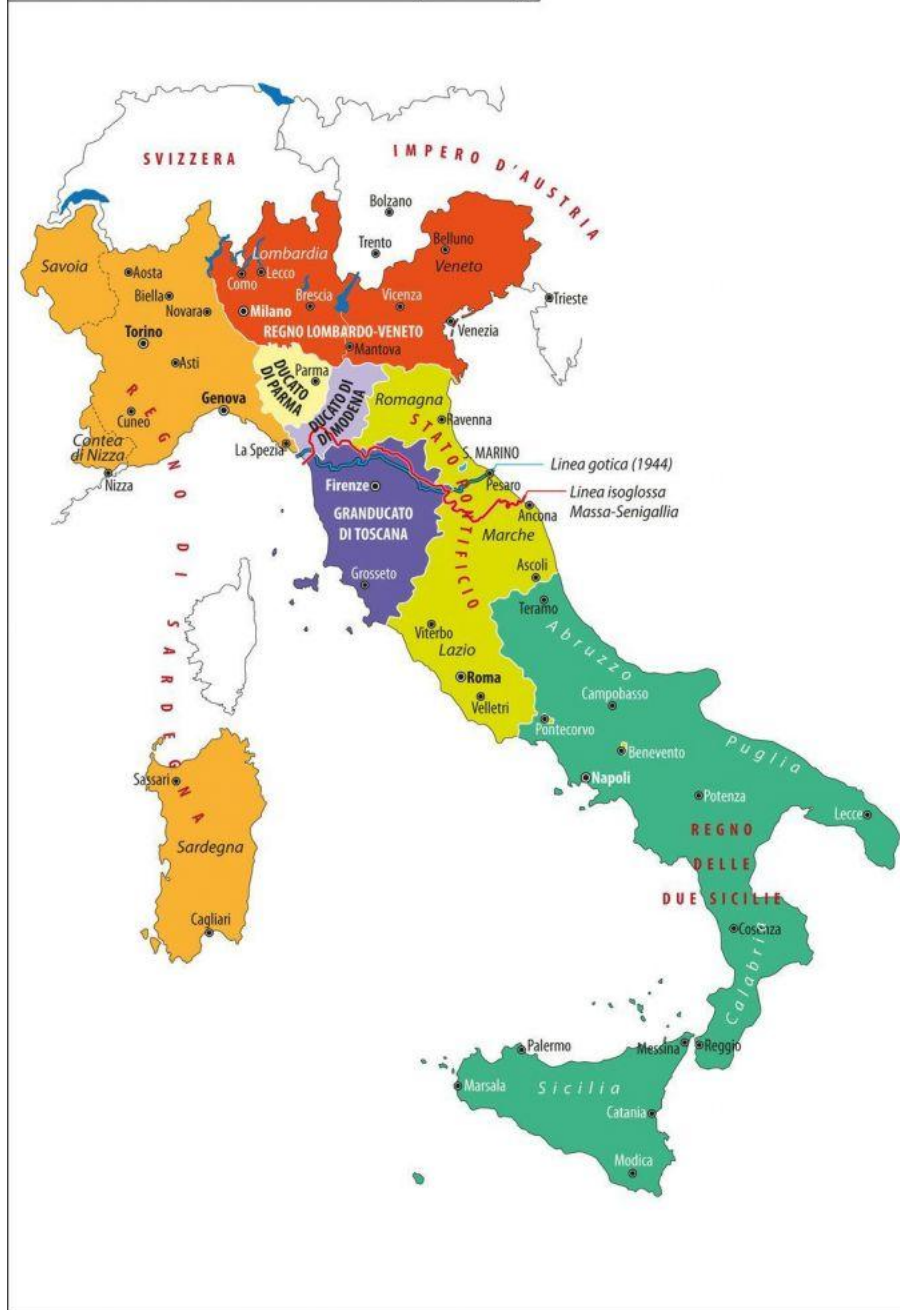 SVIZZERA
IMPERO D'AUSTRIA
Bolzano
Trento
Belluno
Veneto
Savoia
Aosta
Lombardia
Como
Lecco
Biella
Novara
Milano
Brescia
Vicenza
Trieste
Venezia
REGNO LOMBARDO-VENETO
Torino
Mantova
Asti
DUCATO
DI PARMA
Parma
DUCATO DI
DI MODENA
Romagna
Ravenna
Genova
Cuneo
Contea
di Nizza
Nizza
La Spezia
STATO PONTIFICIO
S. MARINO
Linea gotica (1944)
Pesaro
Linea isoglossa
Massa-Senigallia
Firenze
Ancona
GRANDUCATO
DI TOSCANA
Marche
Grosseto
Ascoli
Teramo
Abruzzo
REGNO DI SARDEGNA
Viterbo
Lazio
Roma
Velletri
Campobasso
Pontecorvo
Puglia
Benevento
Napoli
Potenza
Lecce
Sassari
Sardegna
Cagliari
REGNO
DELLE
DUE SICILIE
Cosenza
Calabria
Palermo
Messina
Reggio
Marsala
Sicilia
Catania
Modica